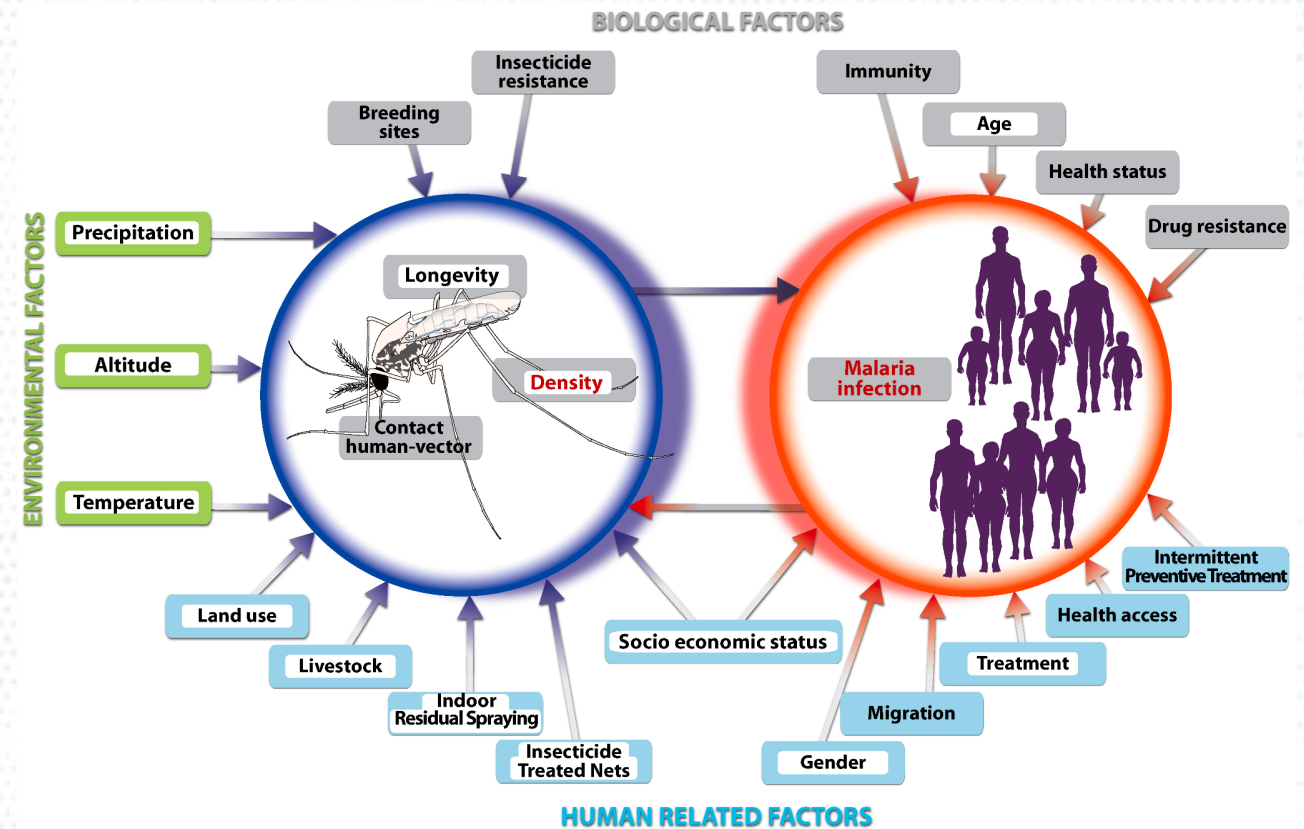 BIOLOGICAL FACTORS
Insecticide
resistance
Immunity
Breeding
sites
Age
Health status
Drug resistance
ENVIRONMENTAL FACTORS
Precipitation
Altitude
Temperature
Longevity
Density
Contact
human-vector
Malaria
infection
Land use
Livestock
Indoor
Residual Spraying
Insecticide
Treated Nets
Socio economic status
Gender
Migration
Treatment
Health access
Intermittent
Preventive Treatment
HUMAN RELATED FACTORS